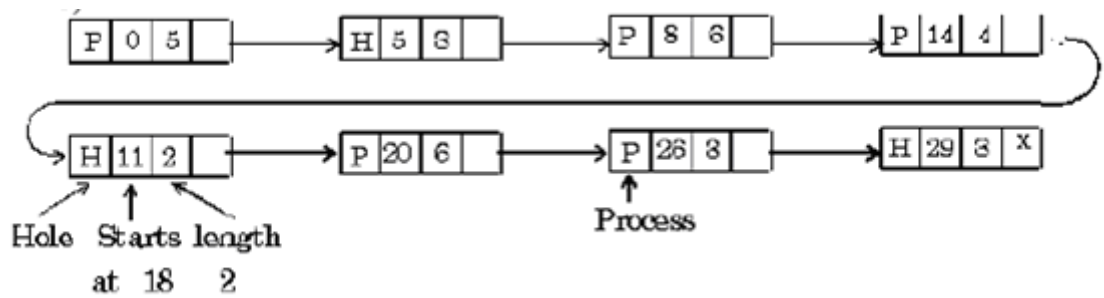 P 0 5 H 5 3 P 8 6 P 14 4
H 11 2 P 20 6 P 26 3 H 29 3 X
Hole Starts length Process
at 18 2